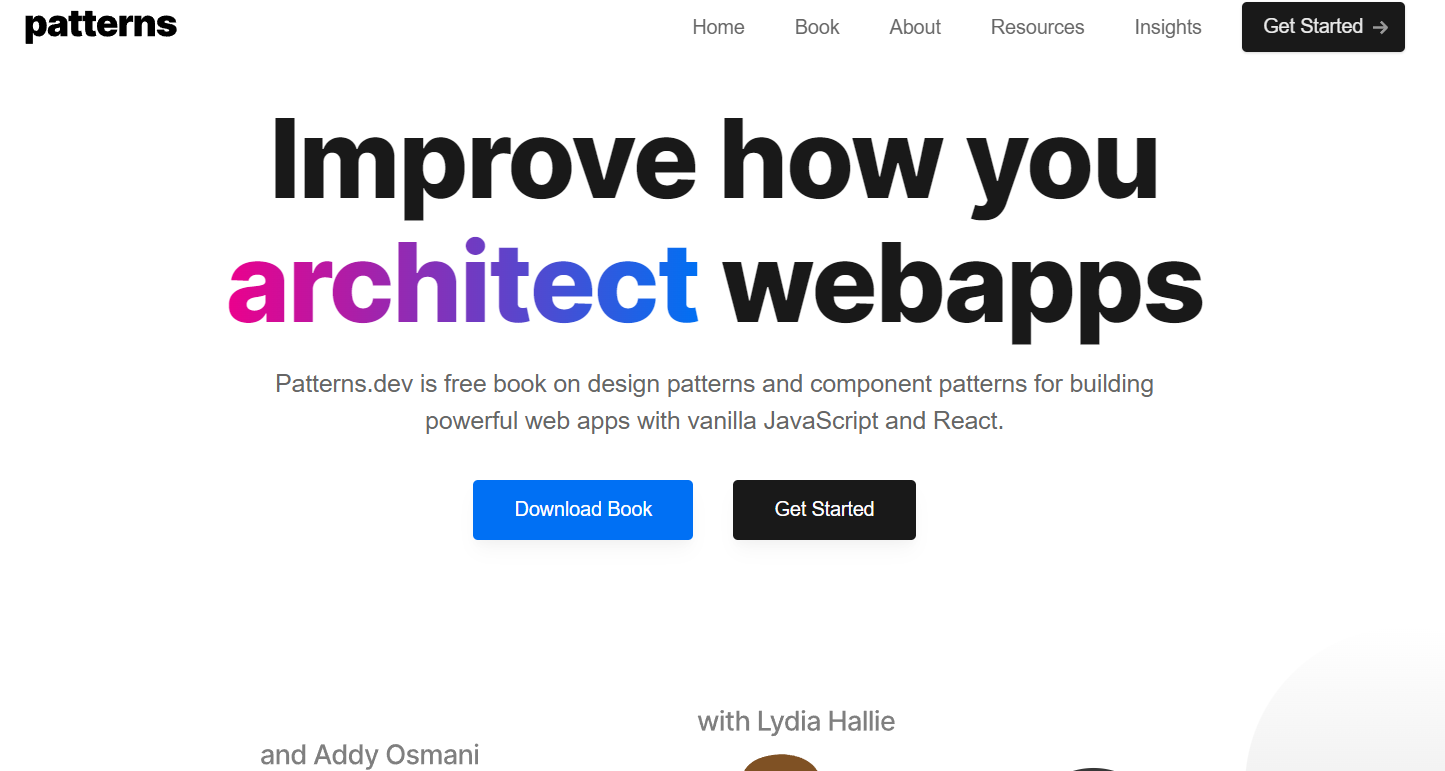 patterns
Home Book About Resources Insights Get Started →
Improve how you
architect webapps
Patterns.dev is free book on design patterns and component patterns for building
powerful web apps with vanilla JavaScript and React.
Download Book Get Started
with Lydia Hallie
and Addy Osmani